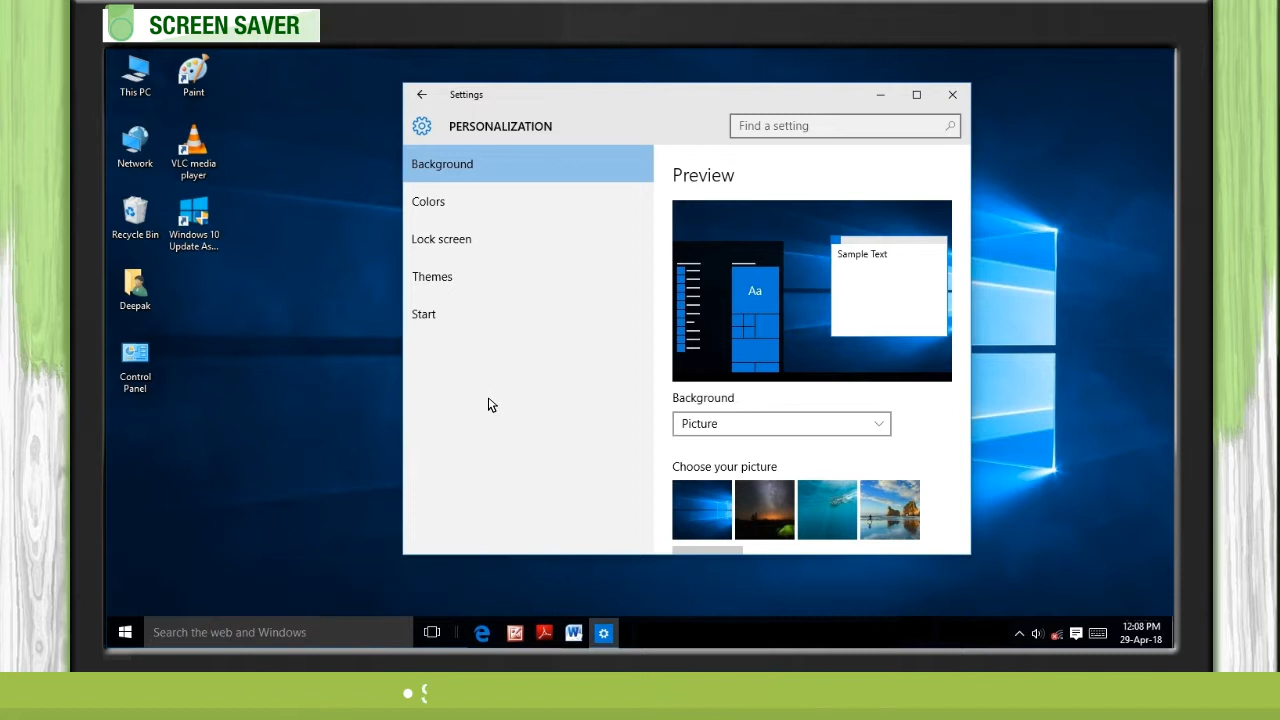 SCREEN SAVER
This PC
Paint
Network
VLC media
player
Recycle Bin
Windows 10
Update As...
Deepak
Control
Panel
Settings
PERSONALIZATION
Find a setting
Background
Colors
Lock screen
Themes
Start
Preview
Sample Text
Aa
Background
Picture
Choose your picture
Search the web and Windows
12:08 PM
29-Apr-18